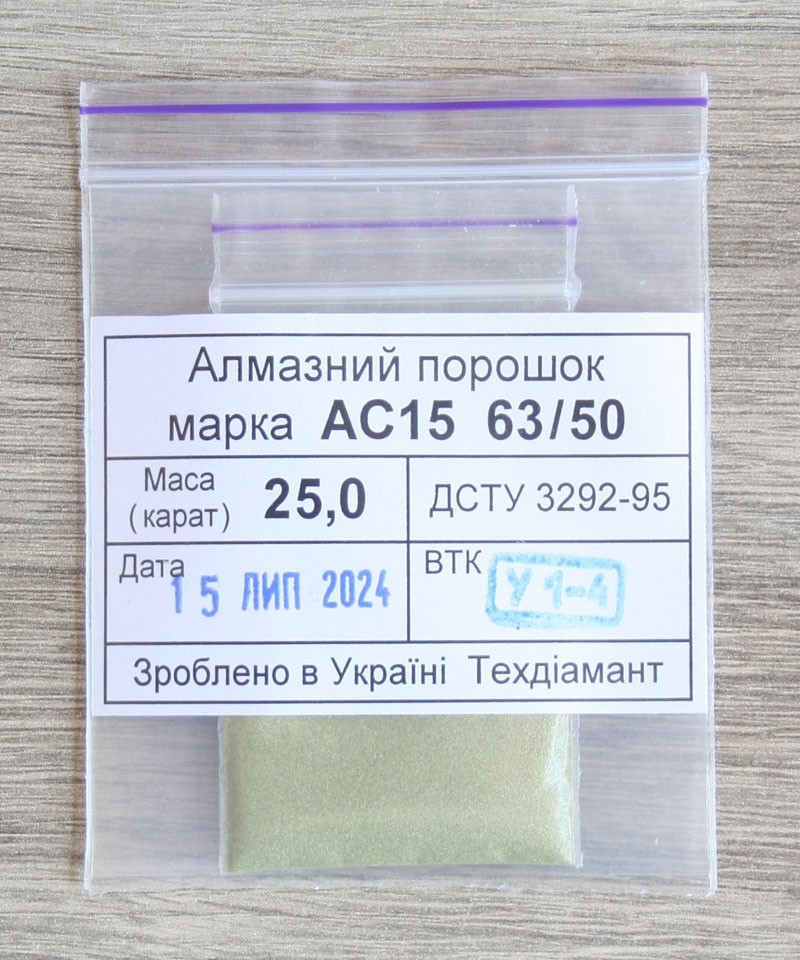 Алмазний порошок
марка АС15 63/50
Маса
(карат) 25,0
ДСТУ 3292-95
Дата
15 ЛИП 2024
ВТК
У 1-4
Зроблено в Україні Техдіамант